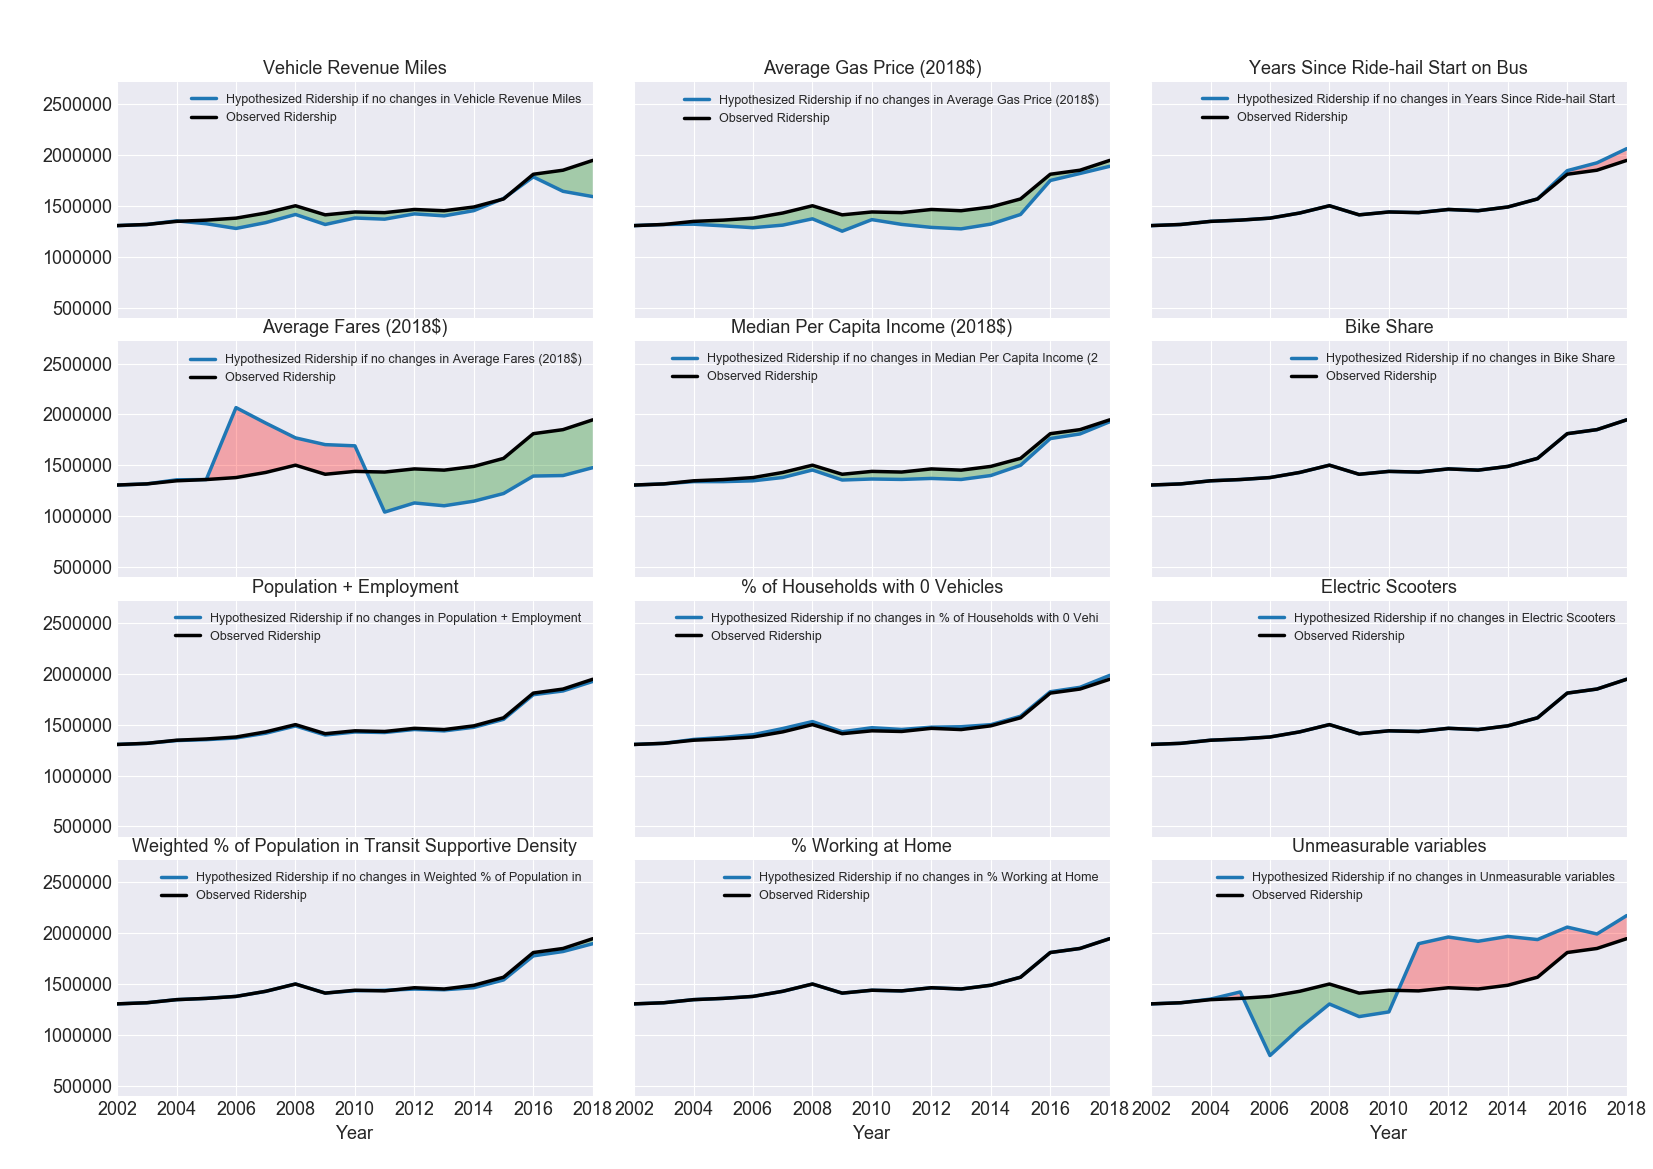 Vehicle Revenue Miles
Hypothesized Ridership if no changes in Vehicle Revenue Miles
Observed Ridership
2500000
2000000
1500000
1000000
500000
Average Gas Price (2018$)
Hypothesized Ridership if no changes in Average Gas Price (2018$)
Observed Ridership
Years Since Ride-hail Start on Bus
Hypothesized Ridership if no changes in Years Since Ride-hail Start
Observed Ridership
Average Fares (2018$)
Hypothesized Ridership if no changes in Average Fares (2018$)
Observed Ridership
2500000
2000000
1500000
1000000
500000
Median Per Capita Income (2018$)
Hypothesized Ridership if no changes in Median Per Capita Income (2
Observed Ridership
Bike Share
Hypothesized Ridership if no changes in Bike Share
Observed Ridership
Population + Employment
Hypothesized Ridership if no changes in Population + Employment
Observed Ridership
2500000
2000000
1500000
1000000
500000
% of Households with 0 Vehicles
Hypothesized Ridership if no changes in % of Households with 0 Vehi
Observed Ridership
Electric Scooters
Hypothesized Ridership if no changes in Electric Scooters
Observed Ridership
Weighted % of Population in Transit Supportive Density
Hypothesized Ridership if no changes in Weighted % of Population in
Observed Ridership
2500000
2000000
1500000
1000000
500000
2002 2004 2006 2008 2010 2012 2014 2016 2018
Year
% Working at Home
Hypothesized Ridership if no changes in % Working at Home
Observed Ridership
2002 2004 2006 2008 2010 2012 2014 2016 2018
Year
Unmeasurable variables
Hypothesized Ridership if no changes in Unmeasurable variables
Observed Ridership
2002 2004 2006 2008 2010 2012 2014 2016 2018
Year